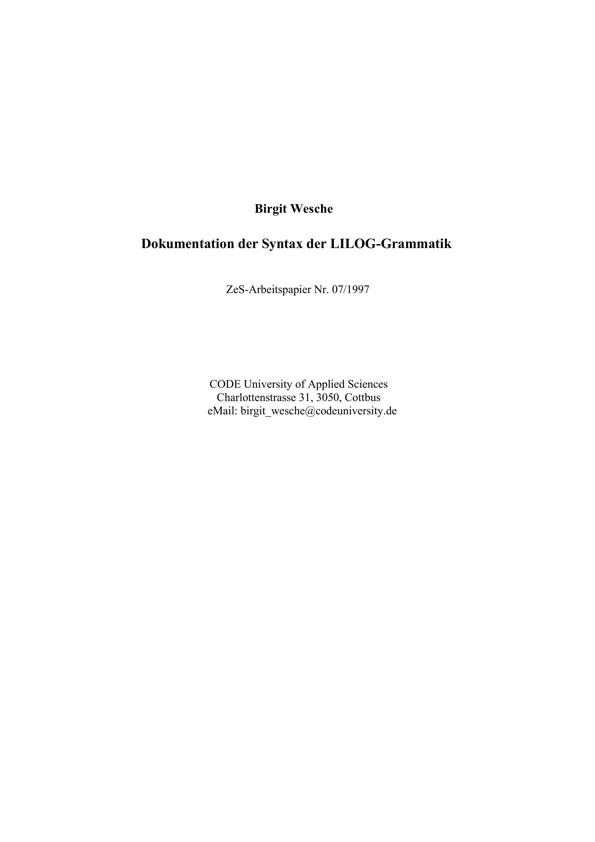 Birgit Wesche
Dokumentation der Syntax der LILOG-Grammatik
ZeS-Arbeitspapier Nr. 07/1997
CODE University of Applied Sciences
Charlottenstrasse 31, 3050, Cottbus
eMail: birgit_wesche@codeuniversity.de